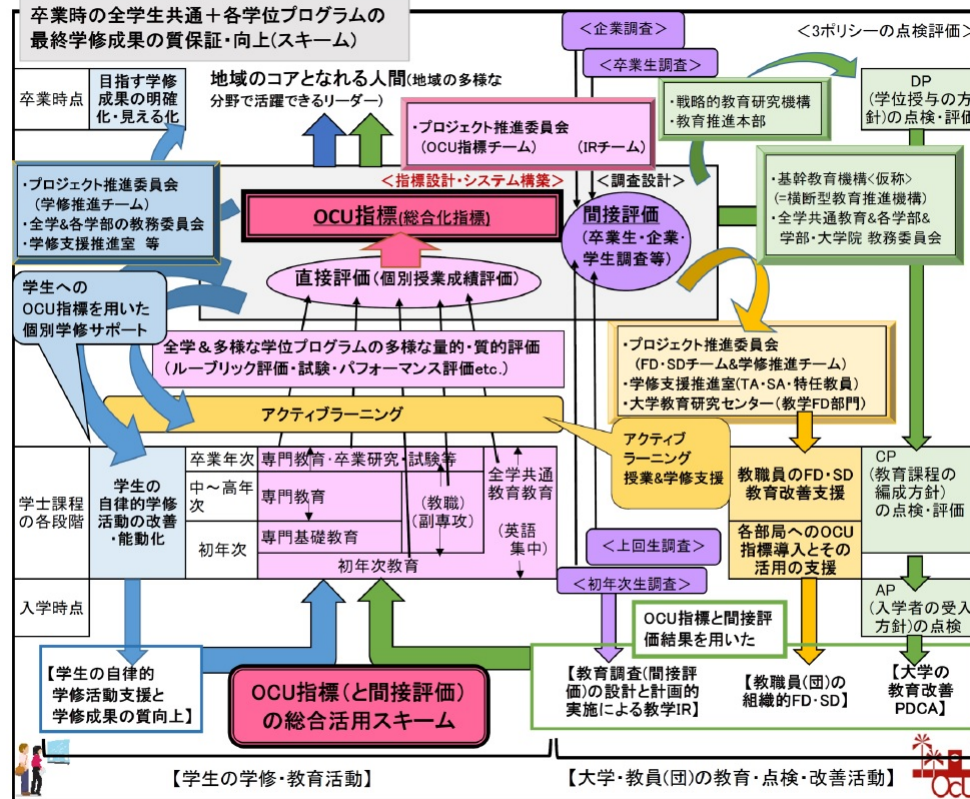 卒業時の全学生共通＋各学位プログラムの
最終学修成果の質保証・向上(スキーム)
＜企業調査＞
＜卒業生調査＞
＜3ポリシーの点検評価＞
卒業時点
目指す学修
成果の明確
化・見える化
地域のコアとなれる人間(地域の多様な
分野で活躍できるリーダー)
・プロジェクト推進委員会
(OCU指標チーム) (IRチーム)
・戦略的教育研究機構
・教育推進本部
DP
(学位授与の方
針)の点検・評価
・プロジェクト推進委員会
(学修推進チーム)
・全学&各学部の教務委員会
・学修支援推進室 等
＜指標設計・システム構築＞
＜調査設計＞
OCU指標(総合化指標)
間接評価
(卒業生・企業・
学生調査等)
・基幹教育機構<仮称>
(=横断型教育推進機構)
・全学共通教育&各学部&
学部・大学院 教務委員会
直接評価(個別授業成績評価)
学生への
OCU指標を用いた
個別学修サポート
全学＆多様な学位プログラムの多様な量的・質的評価
(ルーブリック評価・試験・パフォーマンス評価etc.)
・プロジェクト推進委員会
(FD・SDチーム&学修推進チーム)
・学修支援推進室(TA・SA・特任教員)
・大学教育研究センター(教学FD部門)
アクティブラーニング
アクティブ
ラーニング
授業&学修支援
学士課程
の各段階
学生の
自律的学修
活動の改善
・能動化
卒業年次
専門教育・卒業研究・試験等
中～高年
次
専門教育
(教職)
(副専攻)
全学共通
教育教育
(英語
集中)
初年次
専門基礎教育
初年次教育
教職員のFD・SD
教育改善支援
各部局へのOCU
指標導入とその
活用の支援
CP
(教育課程の
編成方針)
の点検・評価
＜上回生調査＞
＜初年次生調査＞
入学時点
AP
(入学者の受入
方針)の点検
OCU指標と間接評
価結果を用いた
【学生の自律的
学修活動支援と
学修成果の質向上】
OCU指標(と間接評価)
の総合活用スキーム
【教育調査(間接評
価)の設計と計画的
実施による教学IR】
【教職員(団)の
組織的FD・SD】
【大学の
教育改善
PDCA】
【学生の学修・教育活動】
【大学・教員(団)の教育・点検・改善活動】
OCU